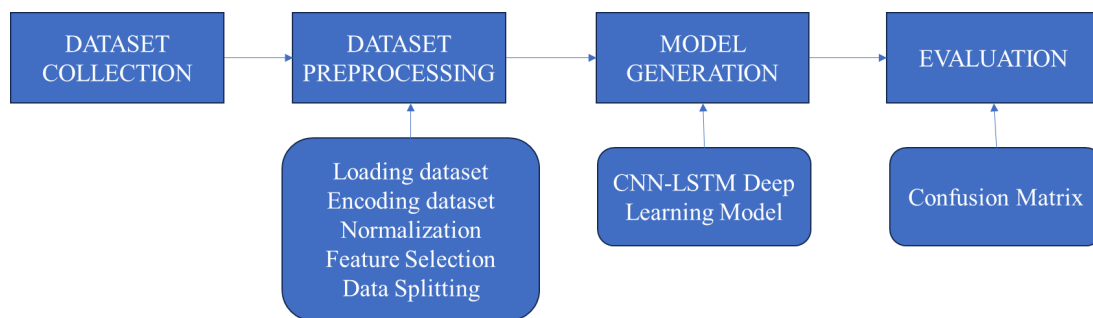 DATASET
COLLECTION
DATASET
PREPROCESSING
MODEL
GENERATION
EVALUATION
Loading dataset
Encoding dataset
Normalization
Feature Selection
Data Splitting
CNN-LSTM Deep
Learning Model
Confusion Matrix